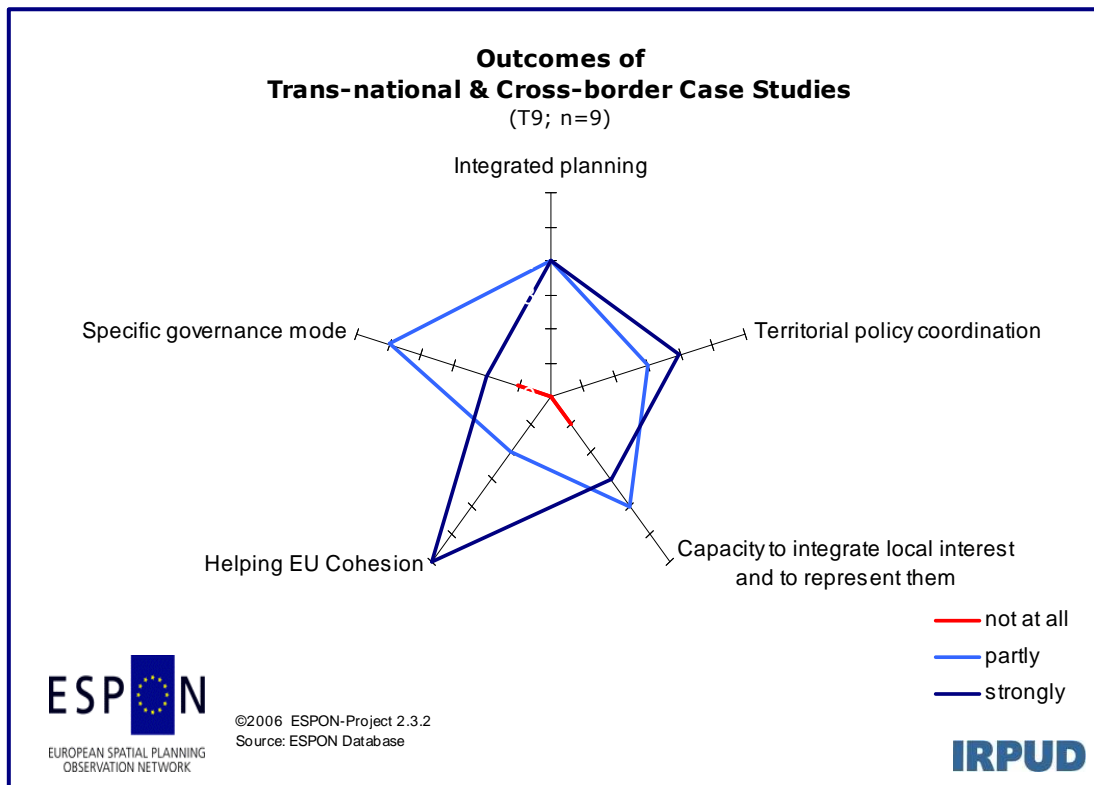 Outcomes of
Trans-national & Cross-border Case Studies
(T9; n=9)
Integrated planning
Specific governance mode
Territorial policy coordination
Helping EU Cohesion
Capacity to integrate local interest
and to represent them
not at all
partly
strongly
ESPON
EUROPEAN SPATIAL PLANNING
OBSERVATION NETWORK
©2006 ESPON-Project 2.3.2
Source: ESPON Database
IRPUD